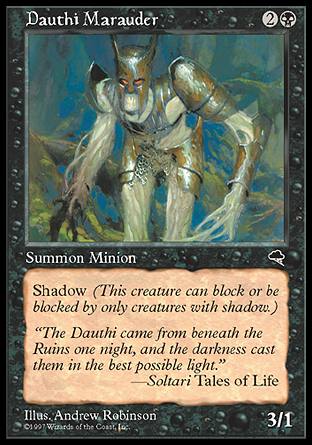 Dauthi Marauder 2
Summon Minion
Shadow (This creature can block or be
blocked by only creatures with shadow.)
“The Dauthi came from beneath the
Ruins one night, and the darkness cast
them in the best possible light.”
—Soltari Tales of Life
Illus. Andrew Robinson
©1997 Wizards of the Coast, Inc.
3/1